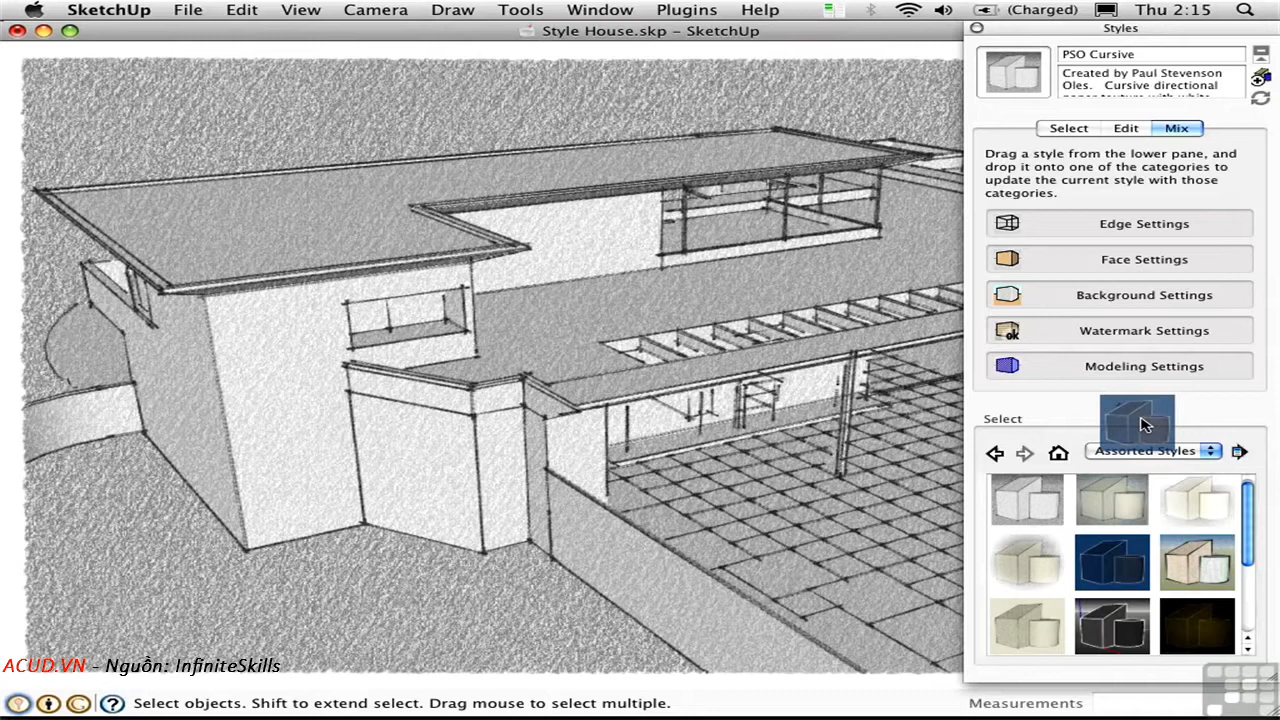 SketchUp File Edit View Camera Draw Tools Window Plugins Help (Charged) Thu 2:15
Style House.skp – SketchUp
Styles
PSO Cursive
Created by Paul Stevenson
Oles. Cursive directional
Select Edit Mix
Drag a style from the lower pane, and
drop it onto one of the categories to
update the current style with those
categories.
Edge Settings
Face Settings
Background Settings
Watermark Settings
Modeling Settings
Select
Assorted Styles
ACUD.VN - Nguồn: InfiniteSkills
Select objects. Shift to extend select. Drag mouse to select multiple.
Measurements